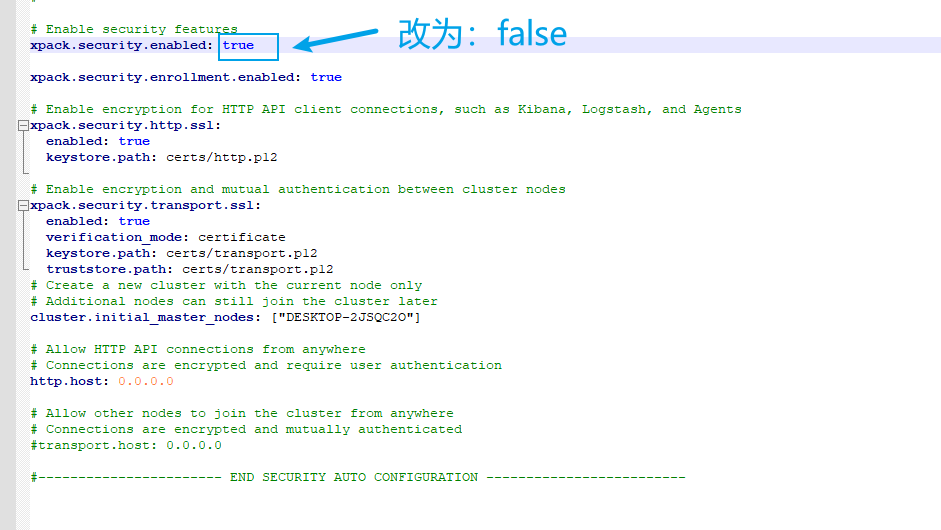 # Enable security features
xpack.security.enabled: true
改为：false
xpack.security.enrollment.enabled: true
# Enable encryption for HTTP API client connections, such as Kibana, Logstash, and Agents
xpack.security.http.ssl:
enabled: true
keystore.path: certs/http.p12
# Enable encryption and mutual authentication between cluster nodes
xpack.security.transport.ssl:
enabled: true
verification_mode: certificate
keystore.path: certs/transport.p12
truststore.path: certs/transport.p12
# Create a new cluster with the current node only
# Additional nodes can still join the cluster later
cluster.initial_master_nodes: ["DESKTOP-2JSQC2O"]
# Allow HTTP API connections from anywhere
# Connections are encrypted and require user authentication
http.host: 0.0.0.0
# Allow other nodes to join the cluster from anywhere
# Connections are encrypted and mutually authenticated
#transport.host: 0.0.0.0
#----------------------- END SECURITY AUTO CONFIGURATION -------------------------